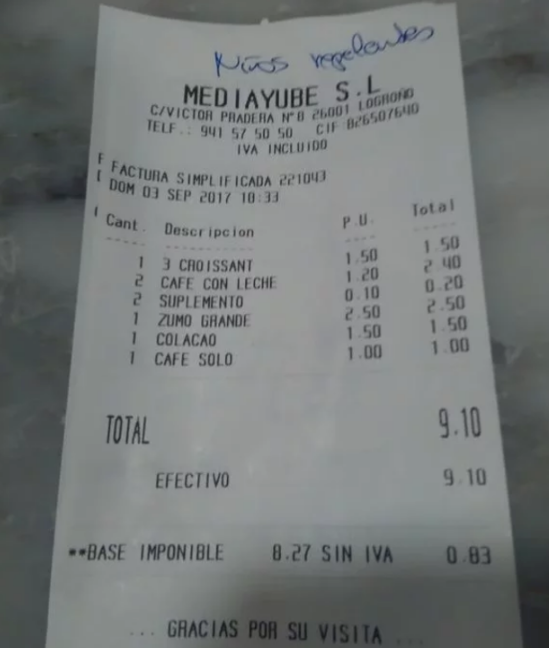 Niños repelentes
MEDIAYUBE S.L
C/VICTOR PRADERA Nº8 26001 LOGROÑO
TELF.: 941 57 50 50 CIF:B26507640
IVA INCLUIDO
F FACTURA SIMPLIFICADA 221043
[ DOM 03 SEP 2017 10:33
Cant. Descripcion P.U. Total
----- ----------- ---- -----
1 3 CROISSANT 1.50 1.50
2 CAFE CON LECHE 1.20 2.40
2 SUPLEMENTO 0.10 0.20
1 ZUMO GRANDE 2.50 2.50
1 COLACAO 1.50 1.50
1 CAFE SOLO 1.00 1.00
TOTAL 9.10
EFECTIVO 9.10
**BASE IMPONIBLE 8.27 SIN IVA 0.83
... GRACIAS POR SU VISITA ...